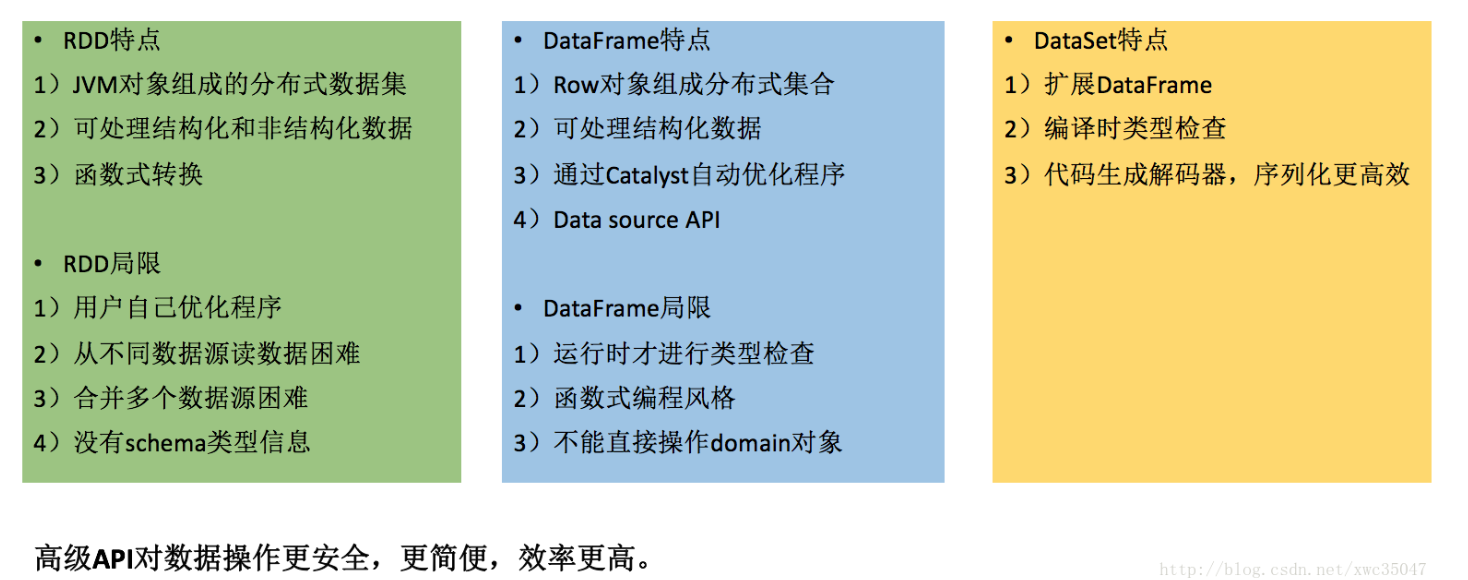 • RDD特点
1）JVM对象组成的分布式数据集
2）可处理结构化和非结构化数据
3）函数式转换
• RDD局限
1）用户自己优化程序
2）从不同数据源读数据困难
3）合并多个数据源困难
4）没有schema类型信息
• DataFrame特点
1）Row对象组成分布式集合
2）可处理结构化数据
3）通过Catalyst自动优化程序
4）Data source API
• DataFrame局限
1）运行时才进行类型检查
2）函数式编程风格
3）不能直接操作domain对象
• DataSet特点
1）扩展DataFrame
2）编译时类型检查
3）代码生成解码器，序列化更高效
高级API对数据操作更安全，更简便，效率更高。
http://blog.csdn.net/xwc35047